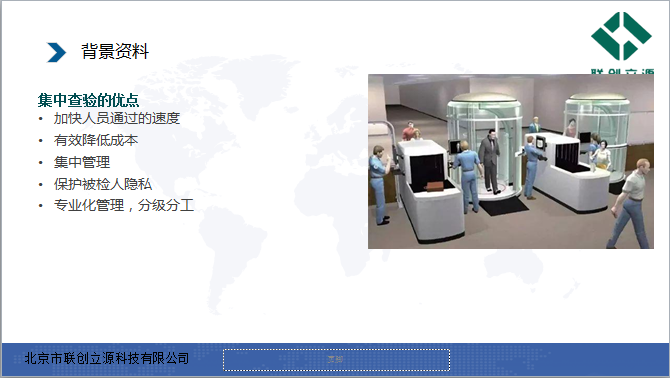 背景资料
联创立源
集中查验的优点
• 加快人员通过的速度
• 有效降低成本
• 集中管理
• 保护被检人隐私
• 专业化管理，分级分工
北京市联创立源科技有限公司